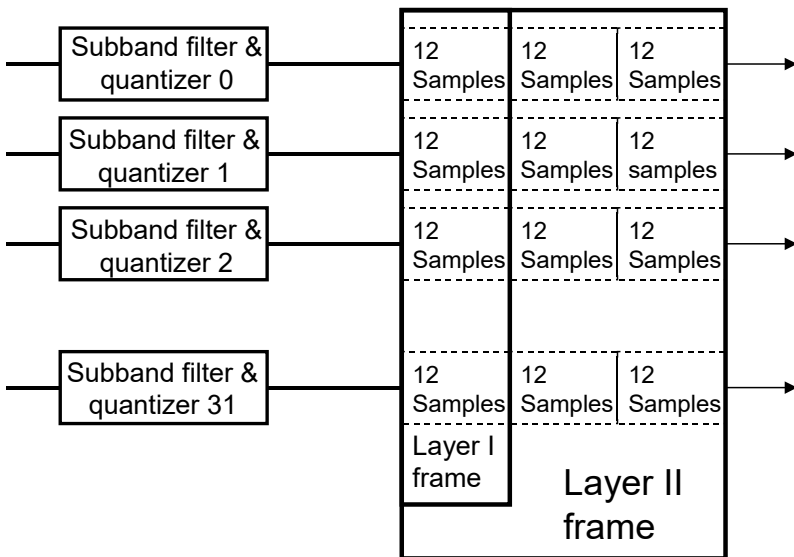 Subband filter &
quantizer 0
12
Samples
12
Samples
12
Samples
Subband filter &
quantizer 1
12
Samples
12
Samples
12
samples
Subband filter &
quantizer 2
12
Samples
12
Samples
12
Samples
Subband filter &
quantizer 31
12
Samples
12
Samples
12
Samples
Layer I
frame
Layer II
frame